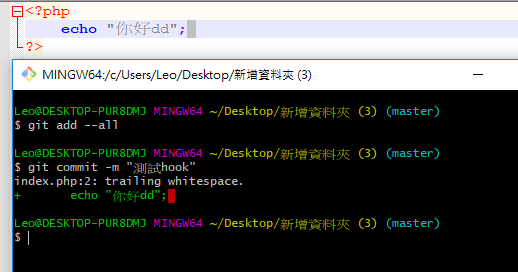 <?php
echo "你好dd";
?>
MINGW64:/c/Users/Leo/Desktop/新增資料夾 (3)
Leo@DESKTOP-PUR8DMJ MINGW64 ~/Desktop/新增資料夾 (3) (master)
$ git add --all
Leo@DESKTOP-PUR8DMJ MINGW64 ~/Desktop/新增資料夾 (3) (master)
$ git commit -m "測試hook"
index.php:2: trailing whitespace.
+ echo "你好dd";
Leo@DESKTOP-PUR8DMJ MINGW64 ~/Desktop/新增資料夾 (3) (master)
$